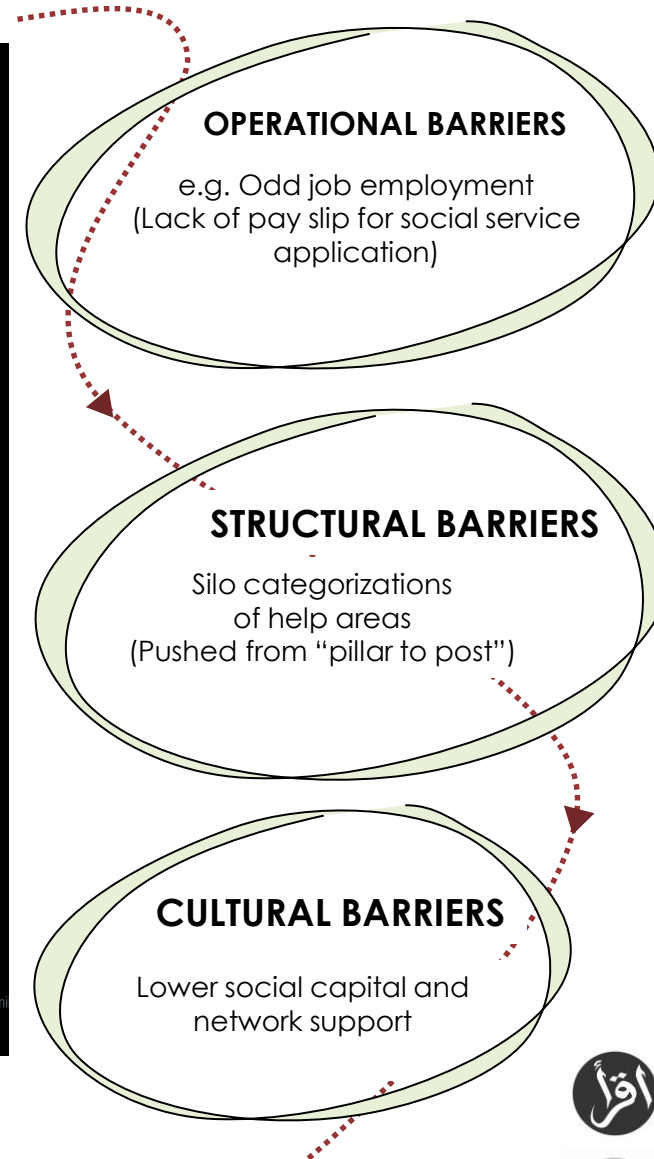 OPERATIONAL BARRIERS
e.g. Odd job employment
(Lack of pay slip for social service
application)
STRUCTURAL BARRIERS
Silo categorizations
of help areas
(Pushed from “pillar to post”)
CULTURAL BARRIERS
Lower social capital and
network support
اقرأ